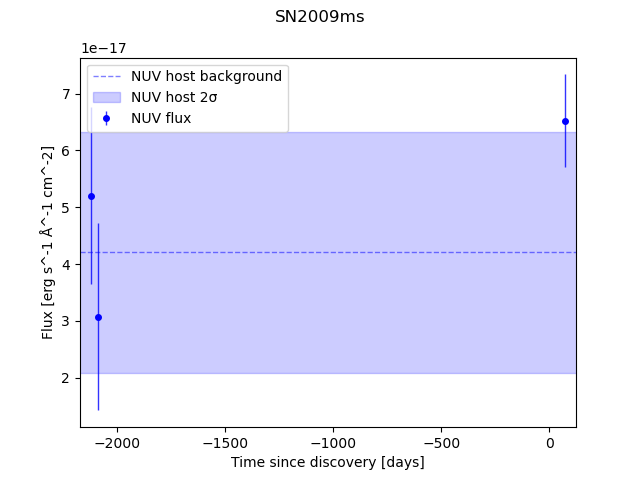 SN2009ms
1e−17
NUV host background
NUV host 2σ
NUV flux
7
6
5
4
3
2
Flux [erg s^-1 Å^-1 cm^-2]
−2000
−1500
−1000
−500
0
Time since discovery [days]